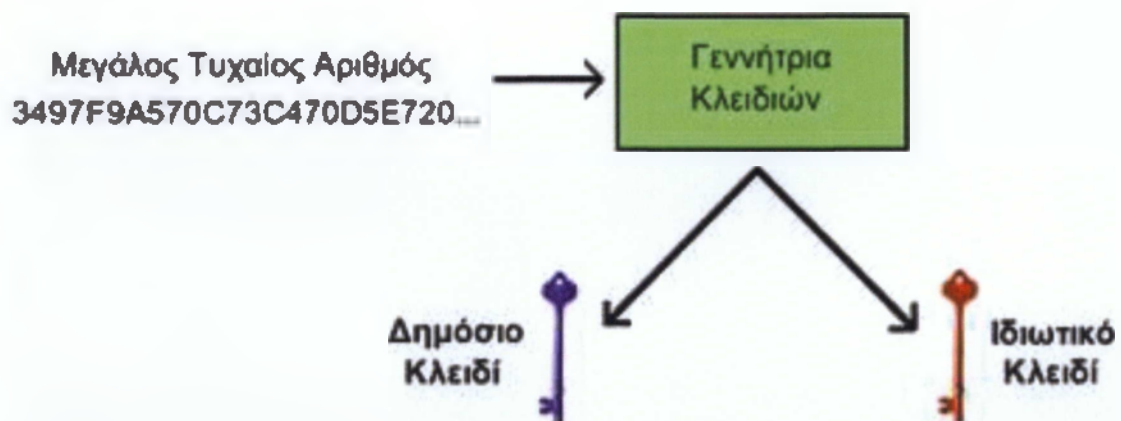 Μεγάλος Τυχαίος Αριθμός
3497F9A570C73C470D5E720...
Γεννήτρια
Κλειδιών
Δημόσιο
Κλειδί
Ιδιωτικό
Κλειδί